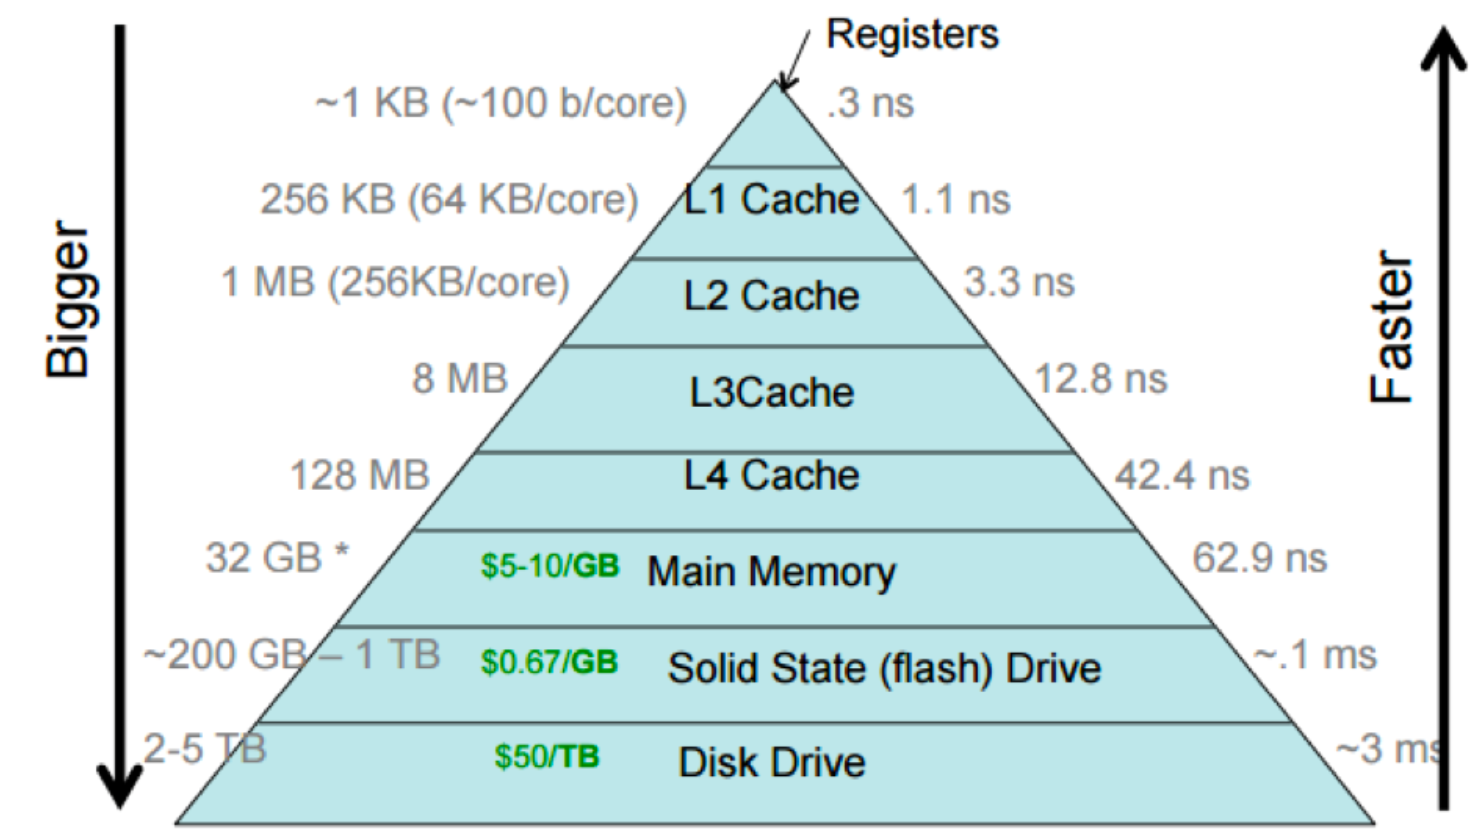 Registers
~1 KB (~100 b/core) .3 ns
256 KB (64 KB/core) L1 Cache 1.1 ns
1 MB (256KB/core) L2 Cache 3.3 ns
8 MB L3Cache 12.8 ns
128 MB L4 Cache 42.4 ns
32 GB * $5-10/GB Main Memory 62.9 ns
~200 GB – 1 TB $0.67/GB Solid State (flash) Drive ~.1 ms
2-5 TB $50/TB Disk Drive ~3 ms
Bigger
Faster